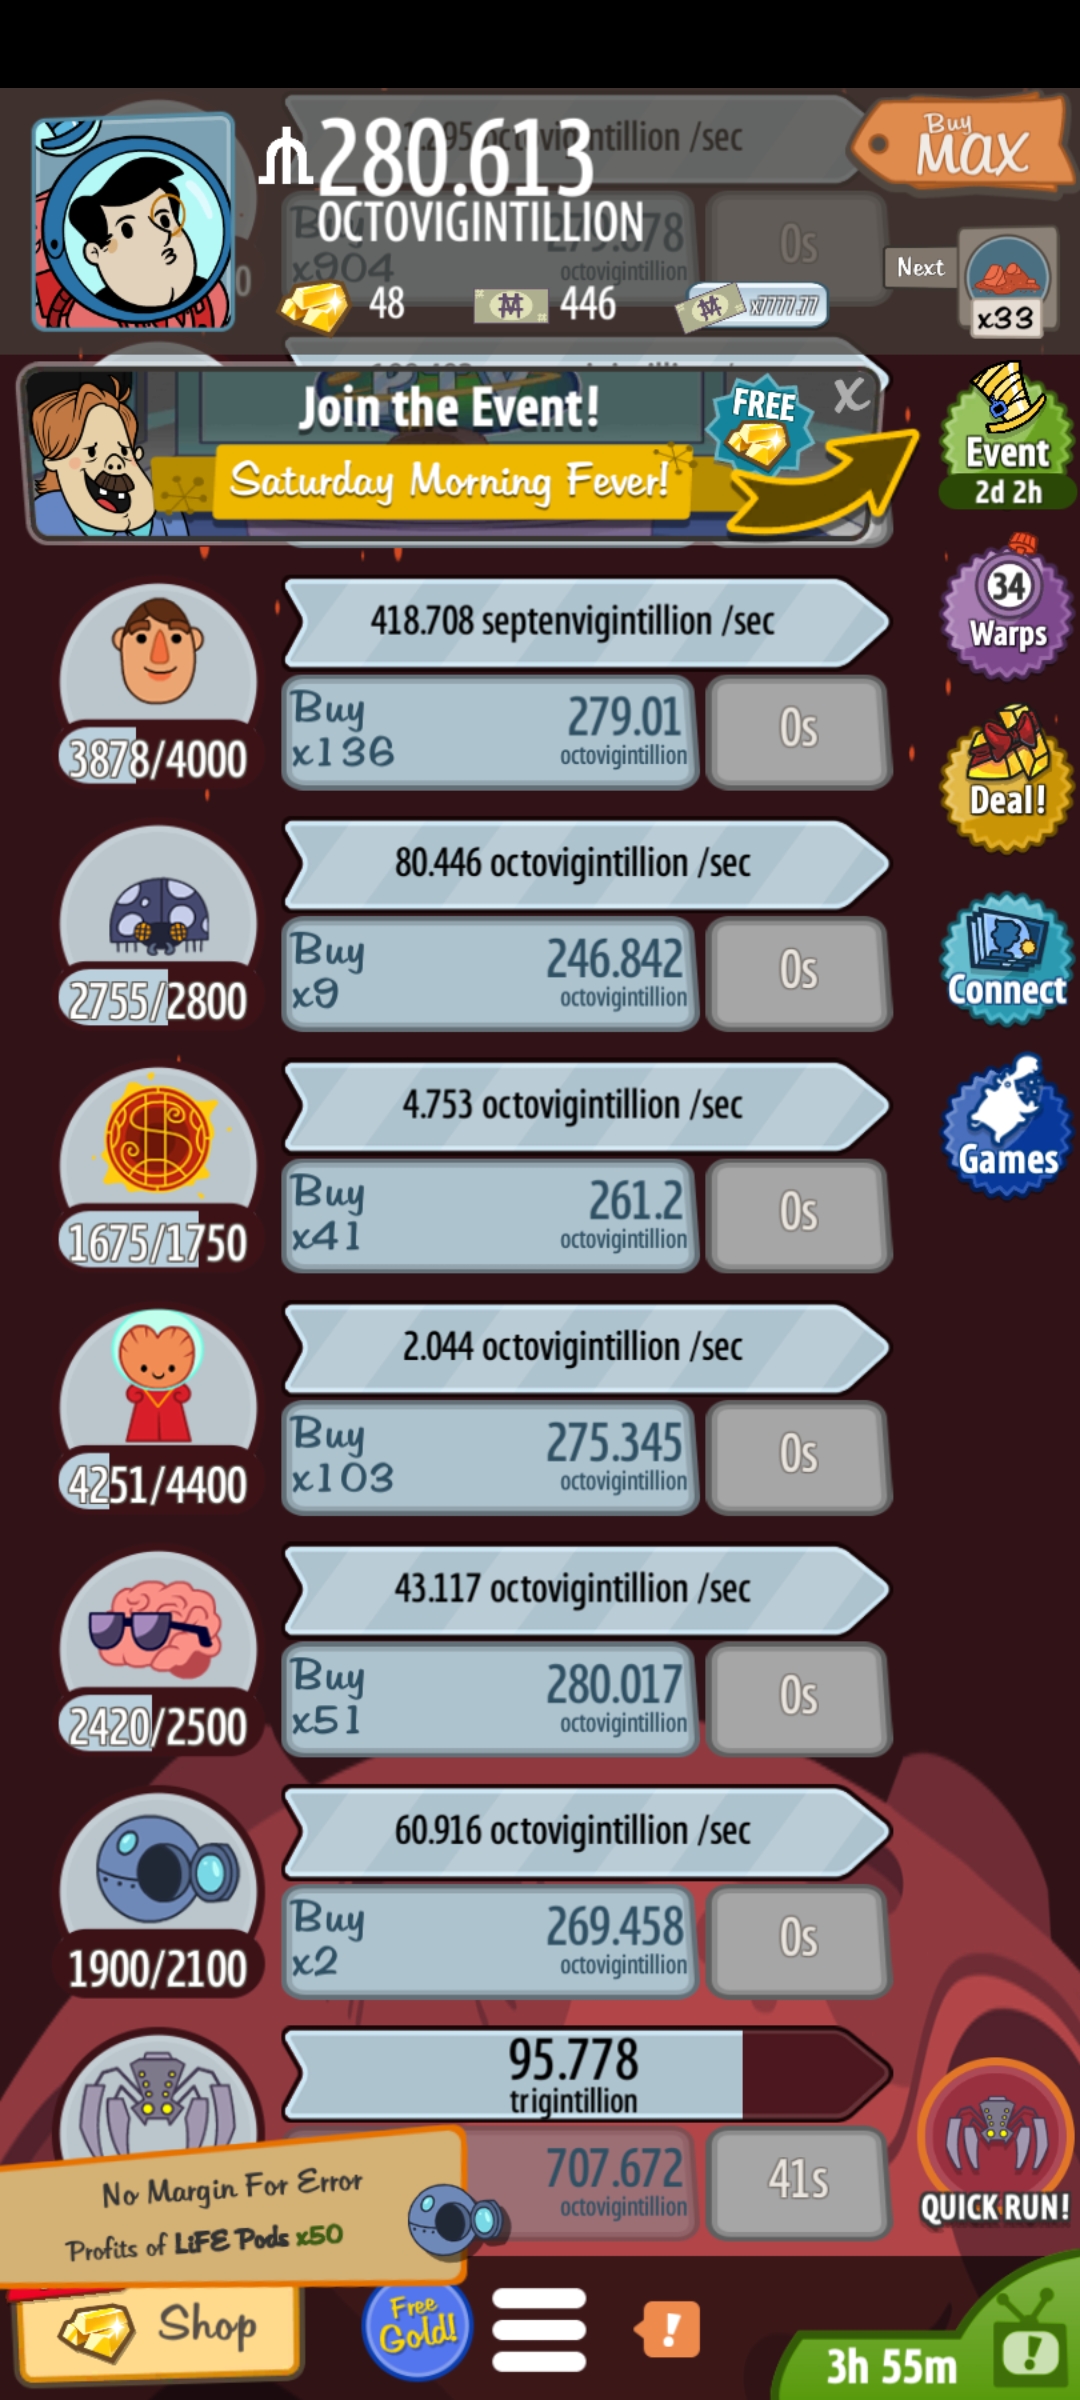 280.613
OCTOVIGINTILLION
octovigintillion /sec
Buy
MAX
x904
octovigintillion
0s
Next
x33
48
446
x7777.77
Join the Event!
Saturday Morning Fever!
FREE
X
Event
2d 2h
418.708 septenvigintillion /sec
Buy
x136
279.01
octovigintillion
0s
3878/4000
34
Warps
Deal!
80.446 octovigintillion /sec
Buy
x9
246.842
octovigintillion
0s
2755/2800
Connect
4.753 octovigintillion /sec
Buy
x41
261.2
octovigintillion
0s
1675/1750
Games
2.044 octovigintillion /sec
Buy
x103
275.345
octovigintillion
0s
4251/4400
43.117 octovigintillion /sec
Buy
x51
280.017
octovigintillion
0s
2420/2500
60.916 octovigintillion /sec
Buy
x2
269.458
octovigintillion
0s
1900/2100
95.778
trigintillion
707.672
octovigintillion
41s
QUICK RUN!
No Margin For Error
Profits of LiFE Pods x50
Shop
Free
Gold!
!
3h 55m
!